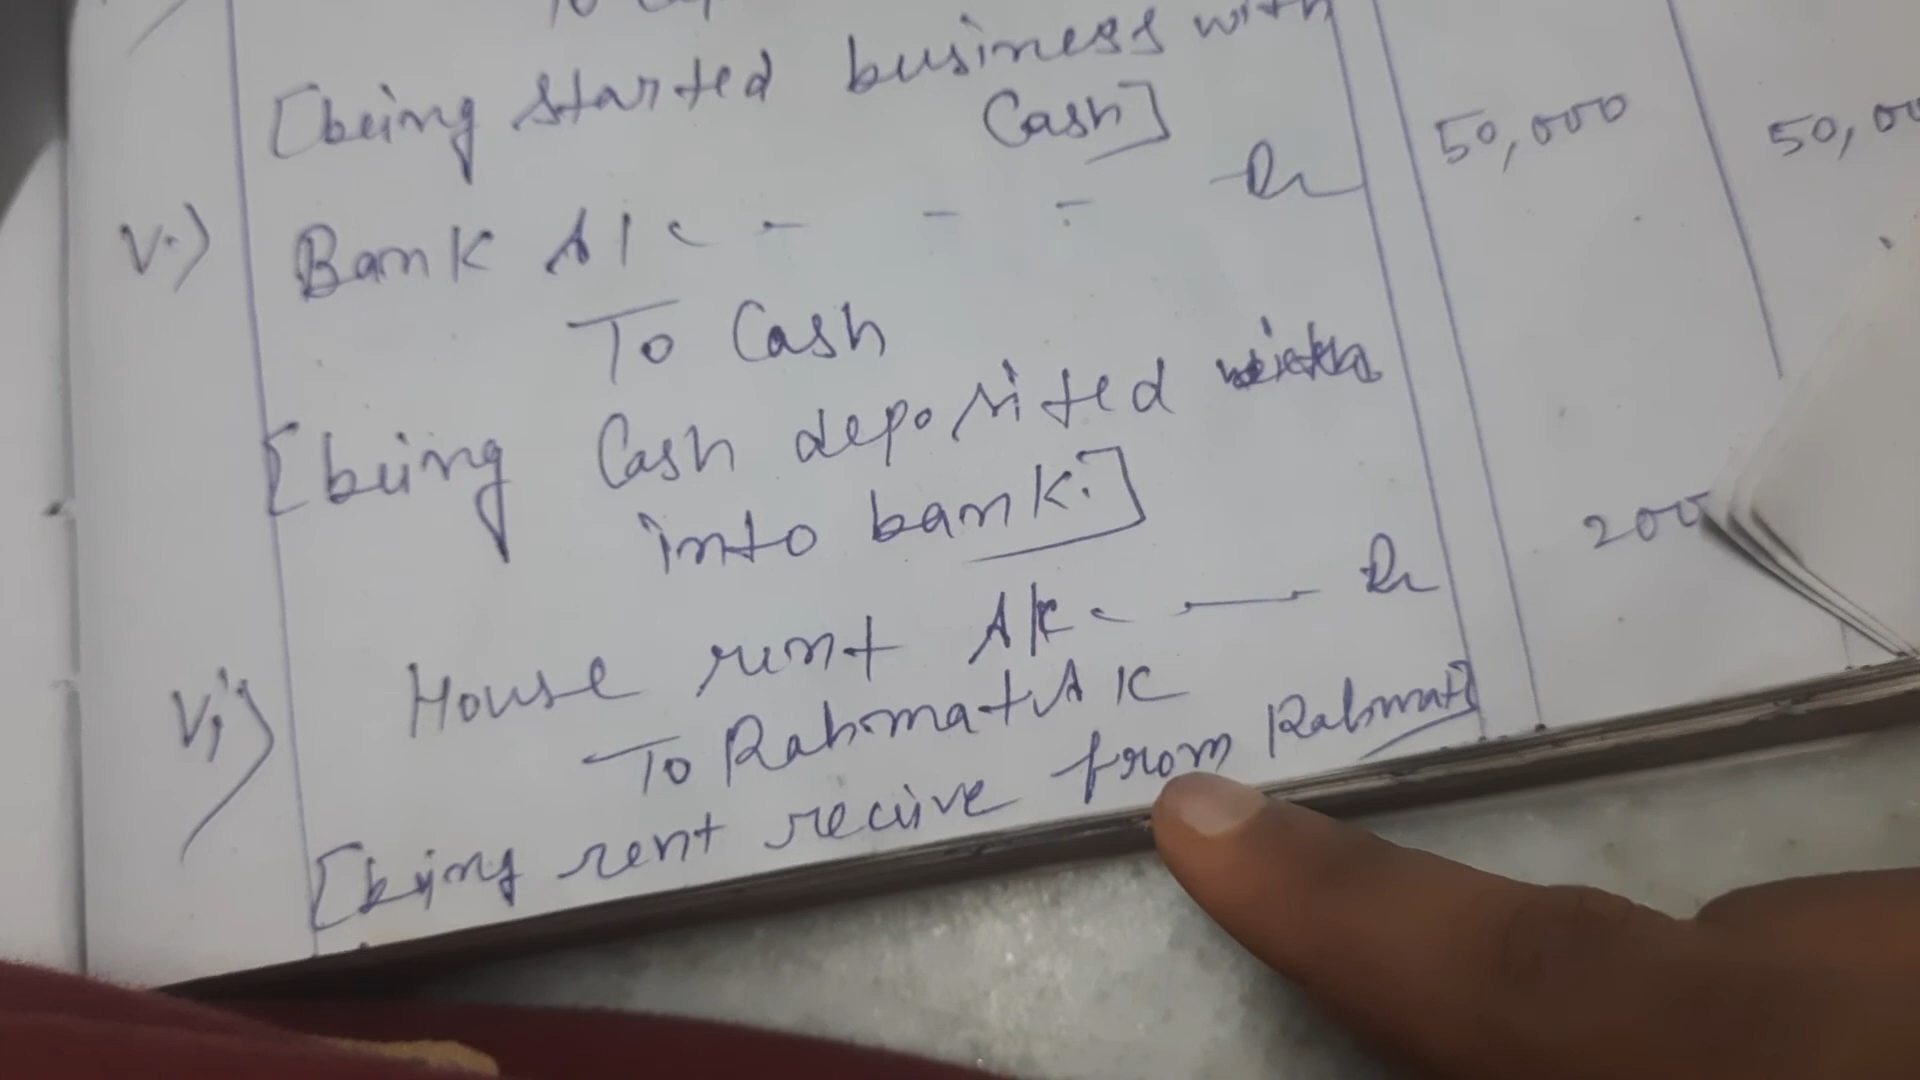 [being started business with
Cash]
V.) Bank A/c - - - Dr 50,000
To Cash 50,00
[being Cash deposited
into bank.]
Vi) House rent A/c — Dr 200
To Rahmat A/c
[being rent recive from Rahmat]